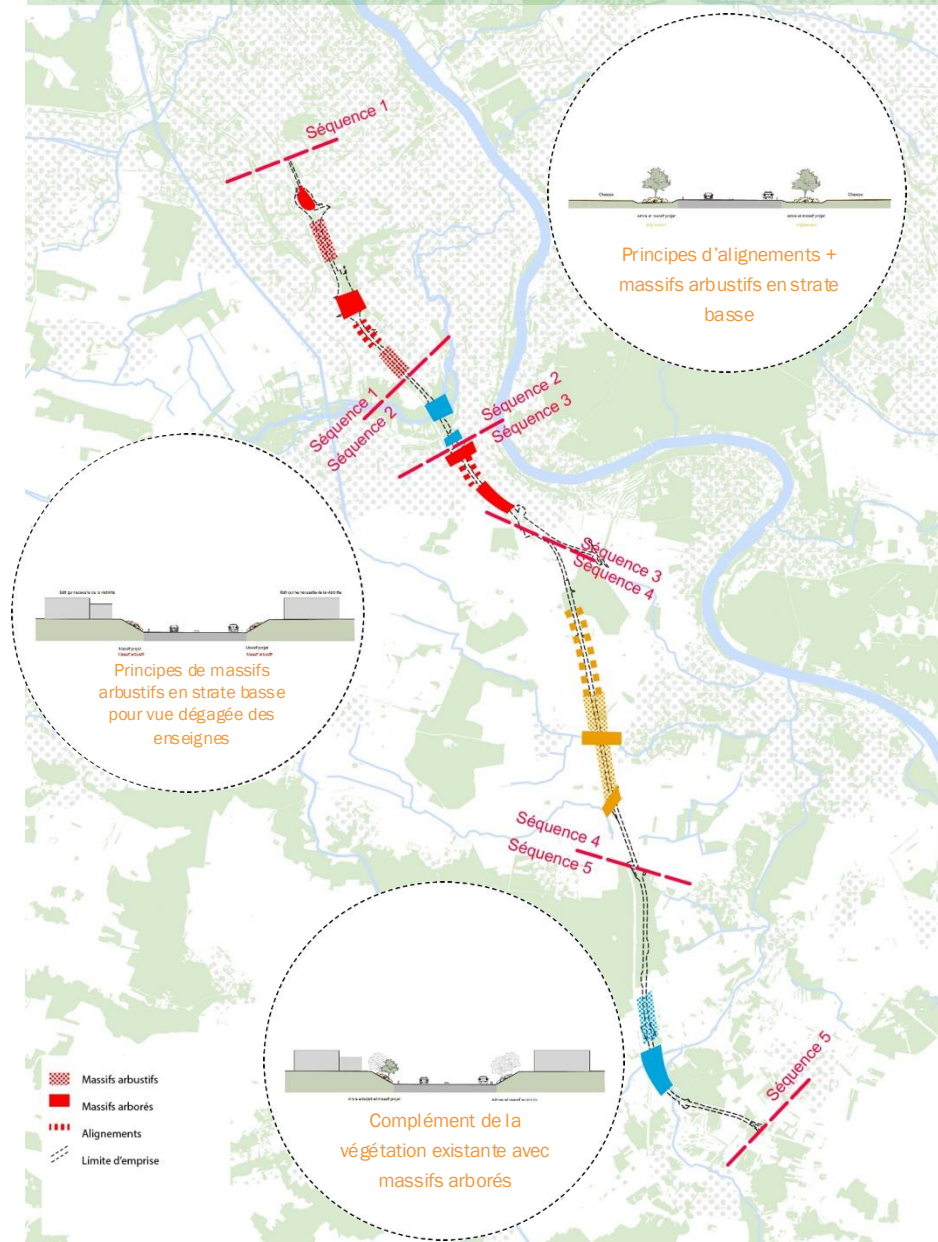 Séquence 1
Champs
Champs
Principes d'alignements +
massifs arbustifs en strate
basse
Séquence 1
Séquence 2
Séquence 2
Séquence 3
Séquence 3
Séquence 4
Principes de massifs
arbustifs en strate basse
pour vue dégagée des
enseignes
Séquence 4
Séquence 5
Séquence 5
Complément de la
végétation existante avec
massifs arborés
Massifs arbustifs
Massifs arborés
Alignements
Limite d'emprise